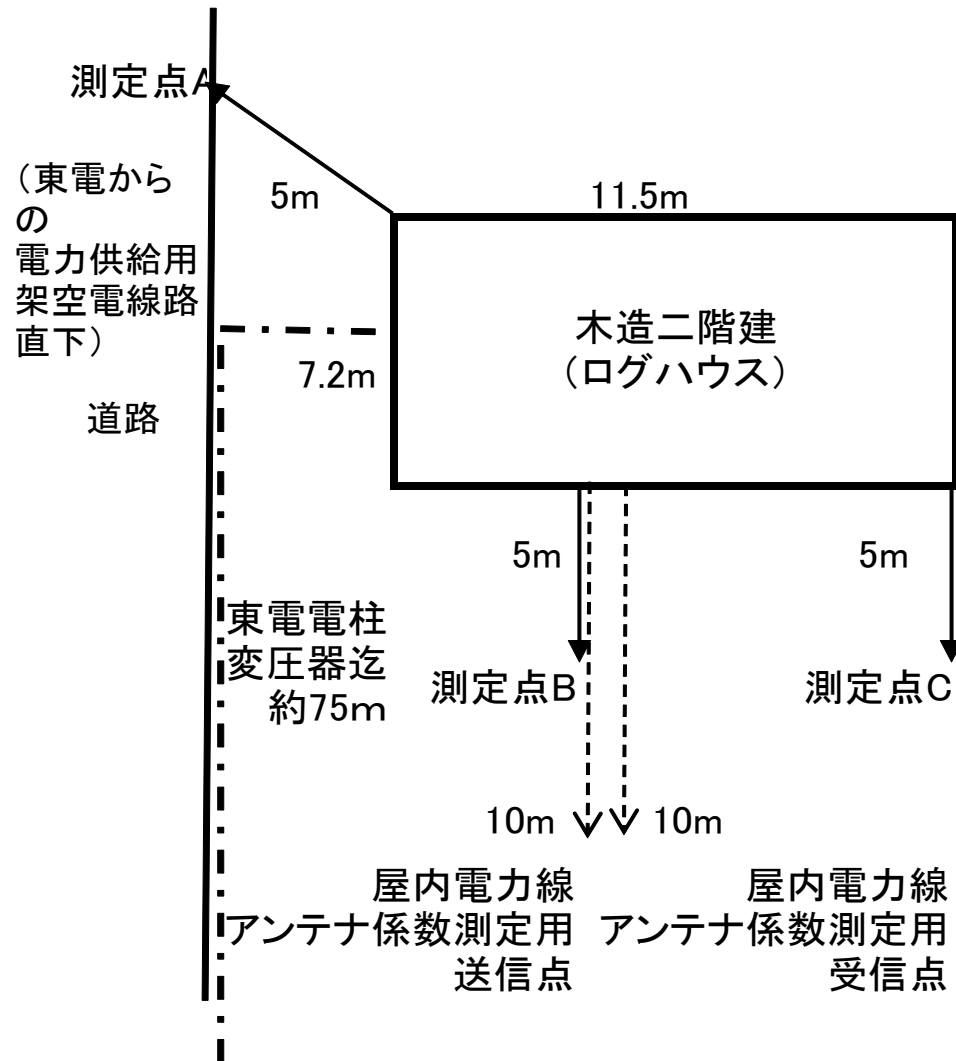 測定点A
（東電から
の
電力供給用
架空電線路
直下）
5m
11.5m
木造二階建
（ログハウス）
7.2m
道路
5m
5m
東電電柱
変圧器迄
約75m
測定点B
測定点C
10m
10m
屋内電力線
アンテナ係数測定用
送信点
屋内電力線
アンテナ係数測定用
受信点